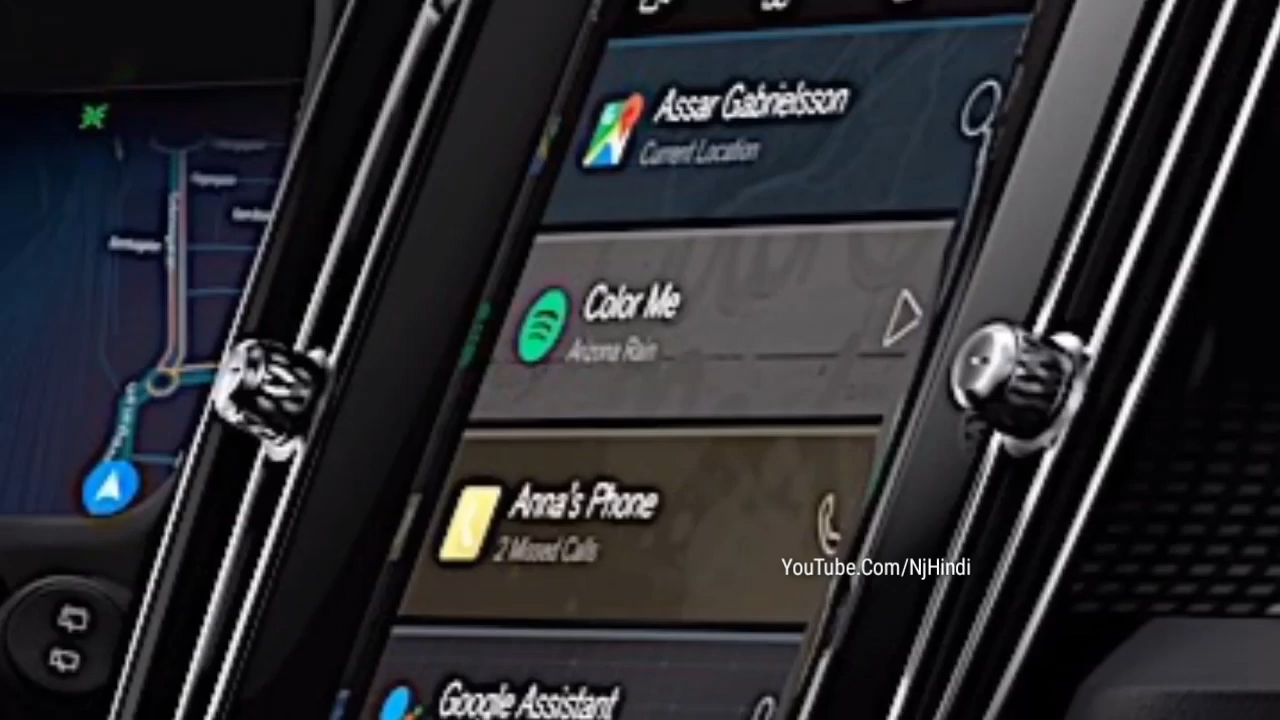 Assar Gabrielsson
Current Location
Color Me
Arizona Rain
Anna's Phone
2 Missed Calls
YouTube.Com/NjHindi
Google Assistant